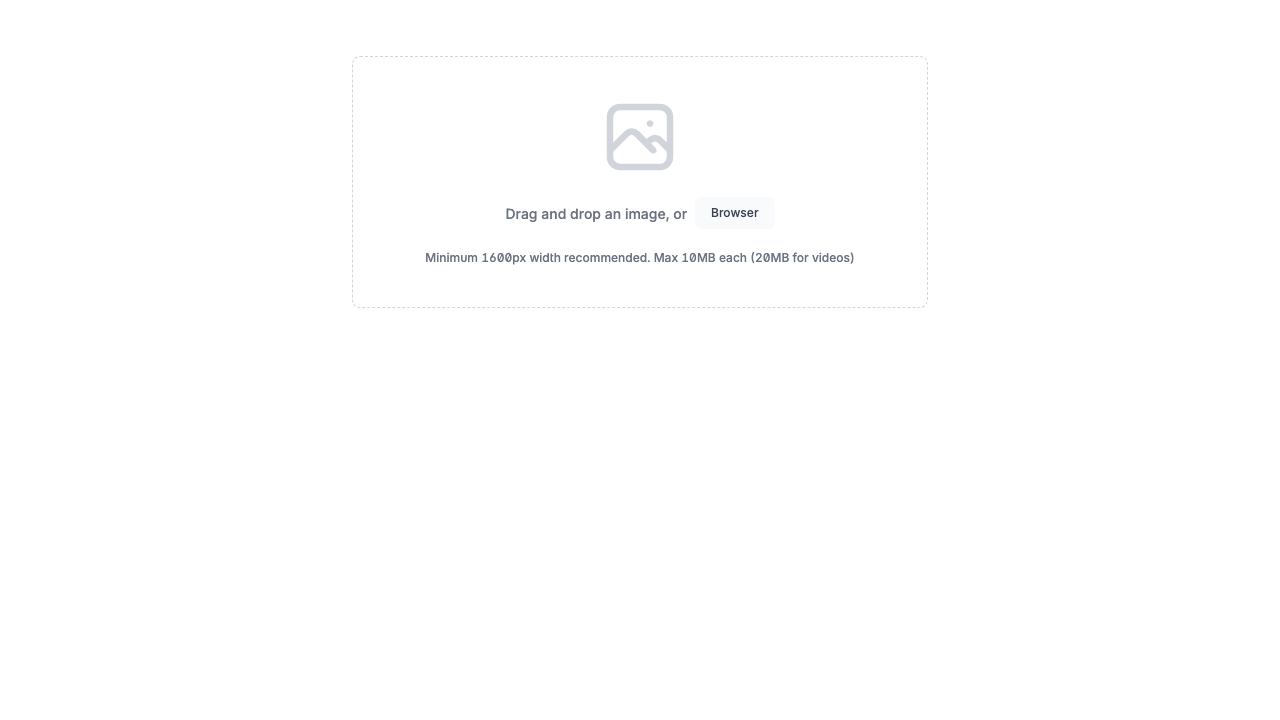 Drag and drop an image, or Browser
Minimum 1600px width recommended. Max 10MB each (20MB for videos)